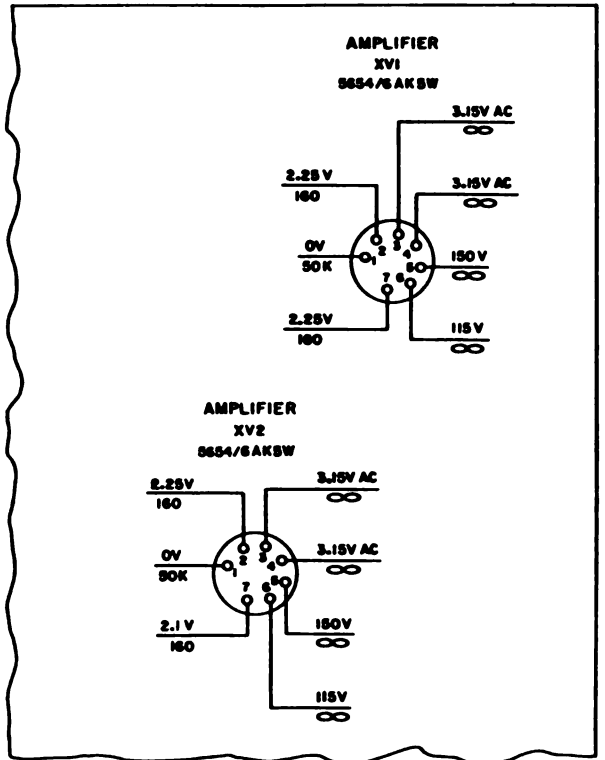 AMPLIFIER
XV1
5654/6AK5W
3.15V AC
∞
2.25V
160
3.15V AC
∞
0V
50K
150V
∞
2.25V
160
115V
∞
2
3
4
1
5
6
7
AMPLIFIER
XV2
5654/6AK5W
2.25V
160
3.15V AC
∞
0V
50K
3.15V AC
∞
2.1V
160
150V
∞
115V
∞
2
3
4
1
5
6
7